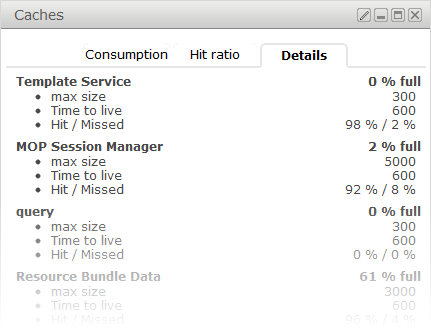 Caches
Consumption Hit ratio Details
Template Service 0 % full
• max size 300
• Time to live 600
• Hit / Missed 98 % / 2 %
MOP Session Manager 2 % full
• max size 5000
• Time to live 600
• Hit / Missed 92 % / 8 %
query 0 % full
• max size 300
• Time to live 600
• Hit / Missed 0 % / 0 %
Resource Bundle Data 61 % full
• max size 3000
• Time to live 600
• Hit / Missed 96 % / 4 %